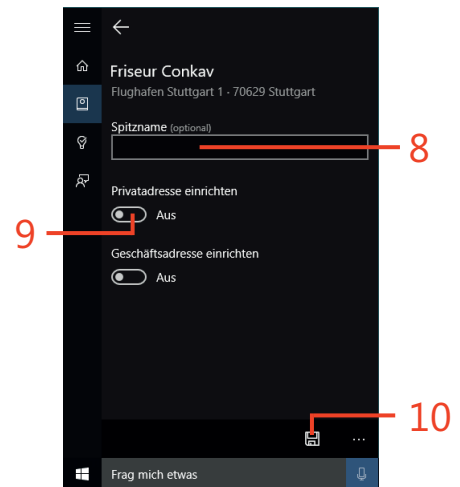 Friseur Conkav
Flughafen Stuttgart 1 · 70629 Stuttgart
Spitzname (optional)
8
Privatadresse einrichten
Aus
9
Geschäftsadresse einrichten
Aus
10
Frag mich etwas